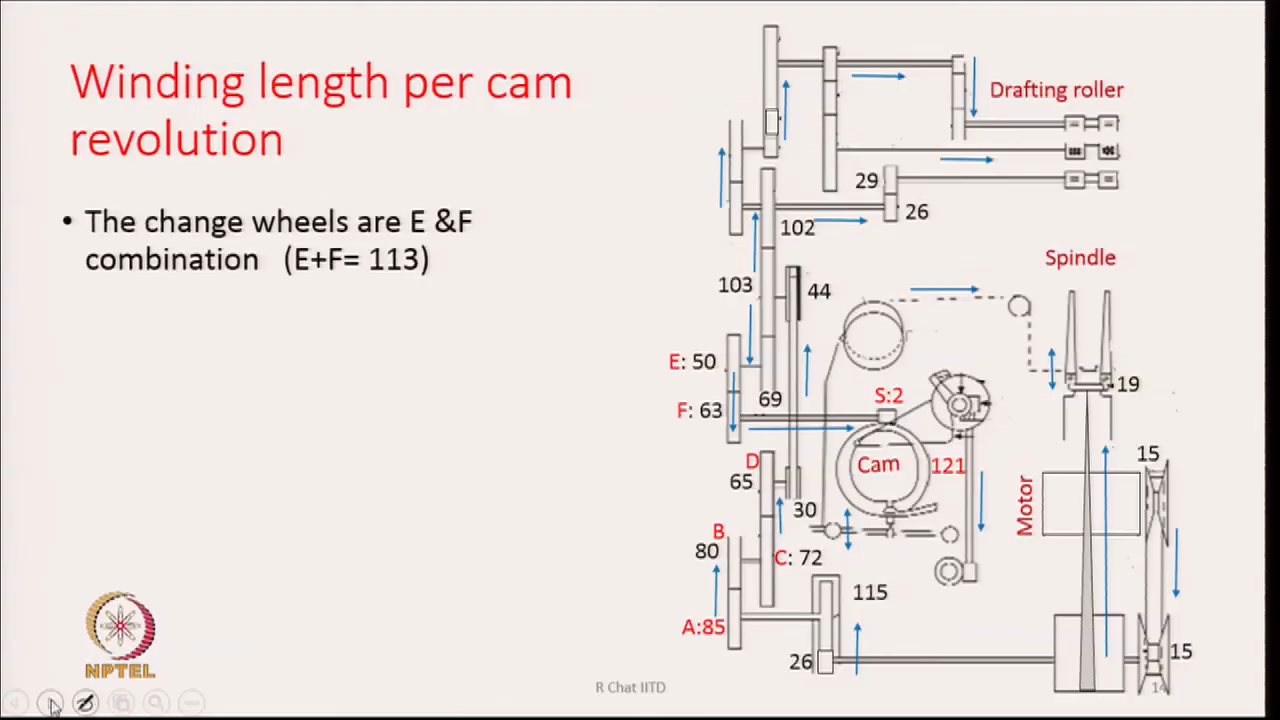 Winding length per cam
revolution
• The change wheels are E &F
combination (E+F= 113)
Drafting roller
29
26
102
Spindle
103
44
E: 50
19
S:2
69
F: 63
Cam
121
15
D
65
Motor
30
B
80
C: 72
115
A:85
26
15
NPTEL
R Chat IITD
14